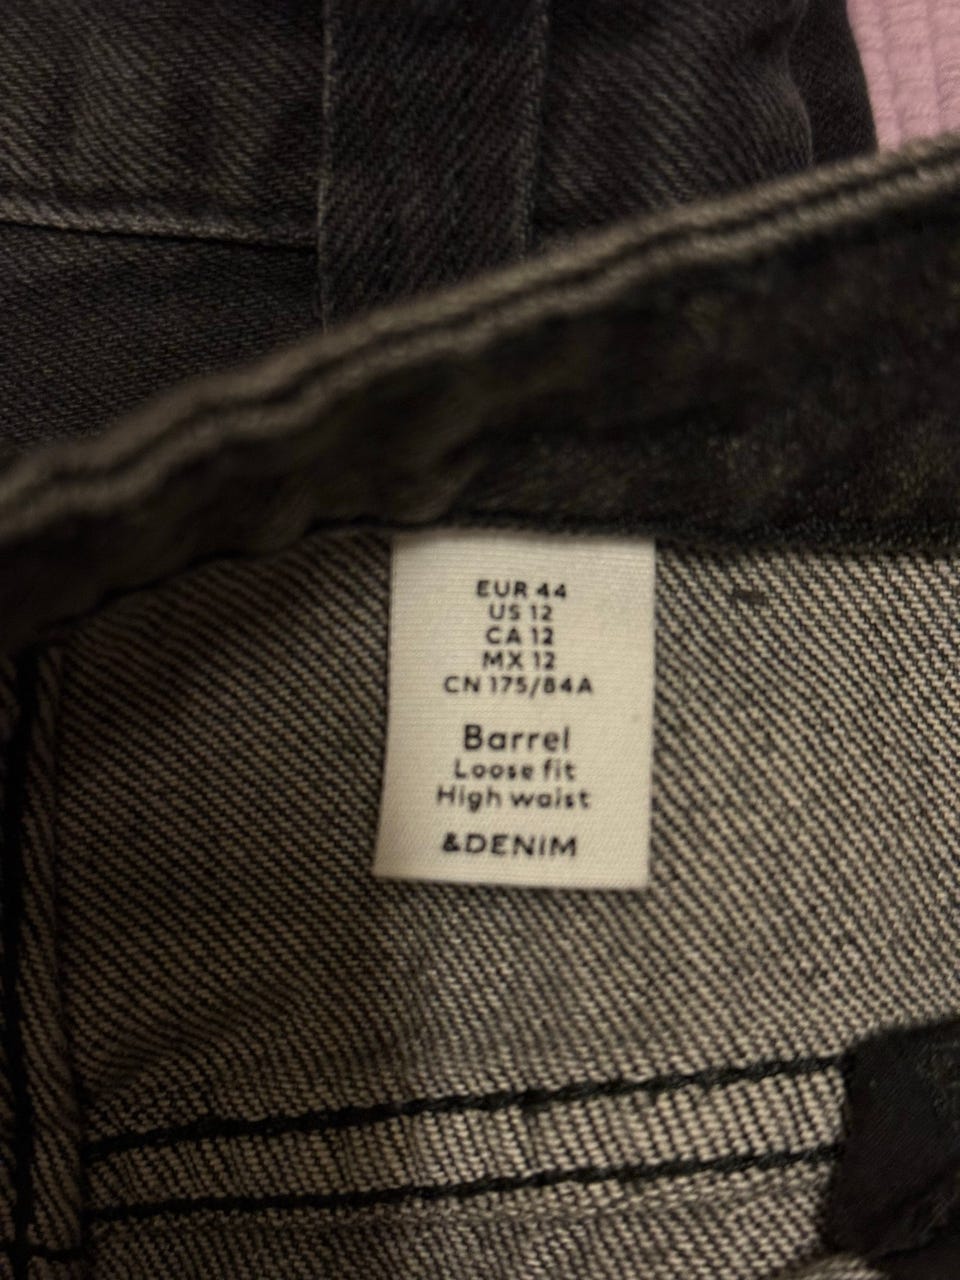 EUR 44
US 12
CA 12
MX 12
CN 175/84A
Barrel
Loose fit
High waist
&DENIM